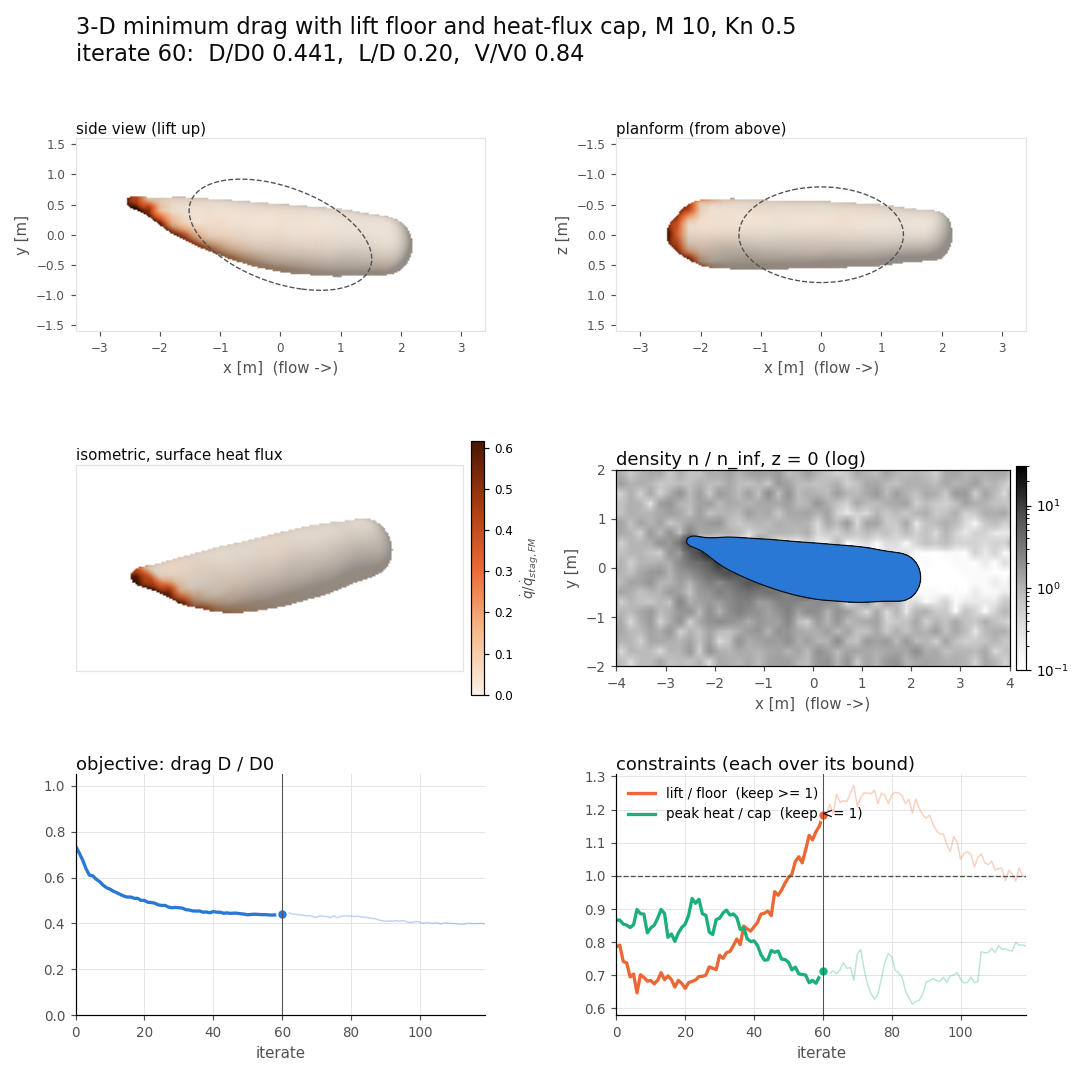 3-D minimum drag with lift floor and heat-flux cap, M 10, Kn 0.5
iterate 60:  D/D0 0.441,  L/D 0.20,  V/V0 0.84
side view (lift up)
1.5
1.0
0.5
0.0
−0.5
−1.0
−1.5
y [m]
−3 −2 −1 0 1 2 3
x [m]  (flow ->)
planform (from above)
−1.5
−1.0
−0.5
0.0
0.5
1.0
1.5
z [m]
−3 −2 −1 0 1 2 3
x [m]  (flow ->)
isometric, surface heat flux
0.6
0.5
0.4
0.3
0.2
0.1
0.0
q̇/q̇stag, FM
density n / n_inf, z = 0 (log)
2
1
0
−1
−2
y [m]
−4 −3 −2 −1 0 1 2 3 4
x [m]  (flow ->)
10¹
10⁰
10⁻¹
objective: drag D / D0
1.0
0.8
0.6
0.4
0.2
0.0
0 20 40 60 80 100
iterate
constraints (each over its bound)
lift / floor  (keep >= 1)
peak heat / cap  (keep <= 1)
1.3
1.2
1.1
1.0
0.9
0.8
0.7
0.6
0 20 40 60 80 100
iterate